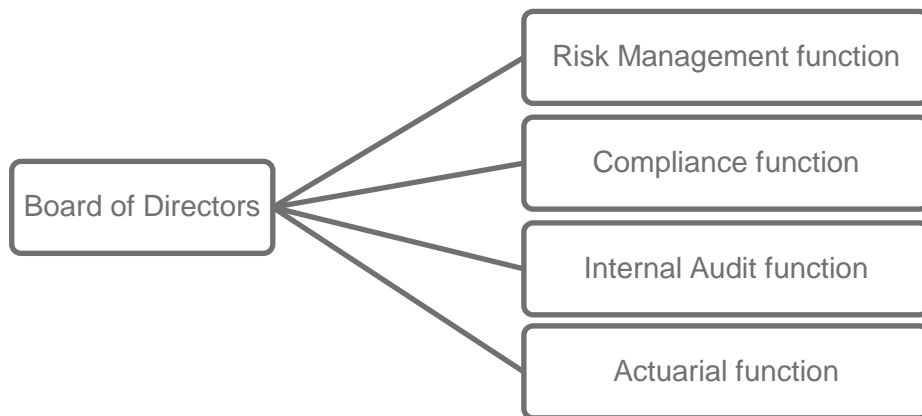 Risk Management function
Compliance function
Board of Directors
Internal Audit function
Actuarial function